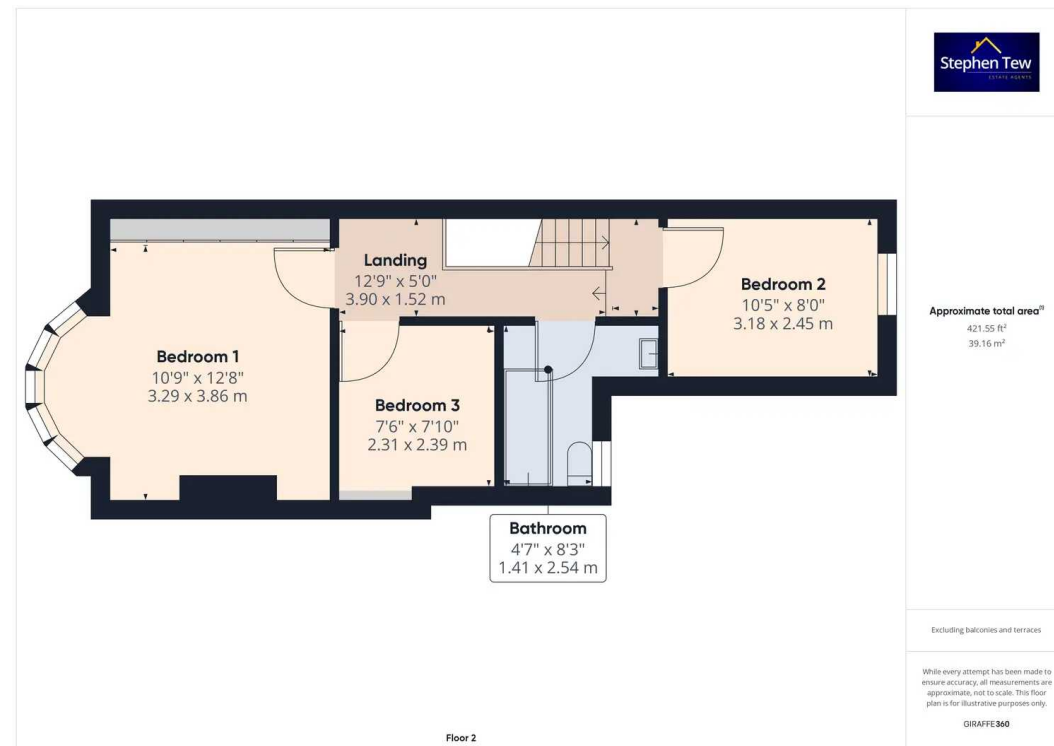 Stephen Tew
ESTATE AGENTS
Landing
12'9" x 5'0"
3.90 x 1.52 m
Bedroom 2
10'5" x 8'0"
3.18 x 2.45 m
Bedroom 1
10'9" x 12'8"
3.29 x 3.86 m
Bedroom 3
7'6" x 7'10"
2.31 x 2.39 m
Bathroom
4'7" x 8'3"
1.41 x 2.54 m
Floor 2
Approximate total area⁽¹⁾
421.55 ft²
39.16 m²
Excluding balconies and terraces
While every attempt has been made to
ensure accuracy, all measurements are
approximate, not to scale. This floor
plan is for illustrative purposes only.
GIRAFFE360